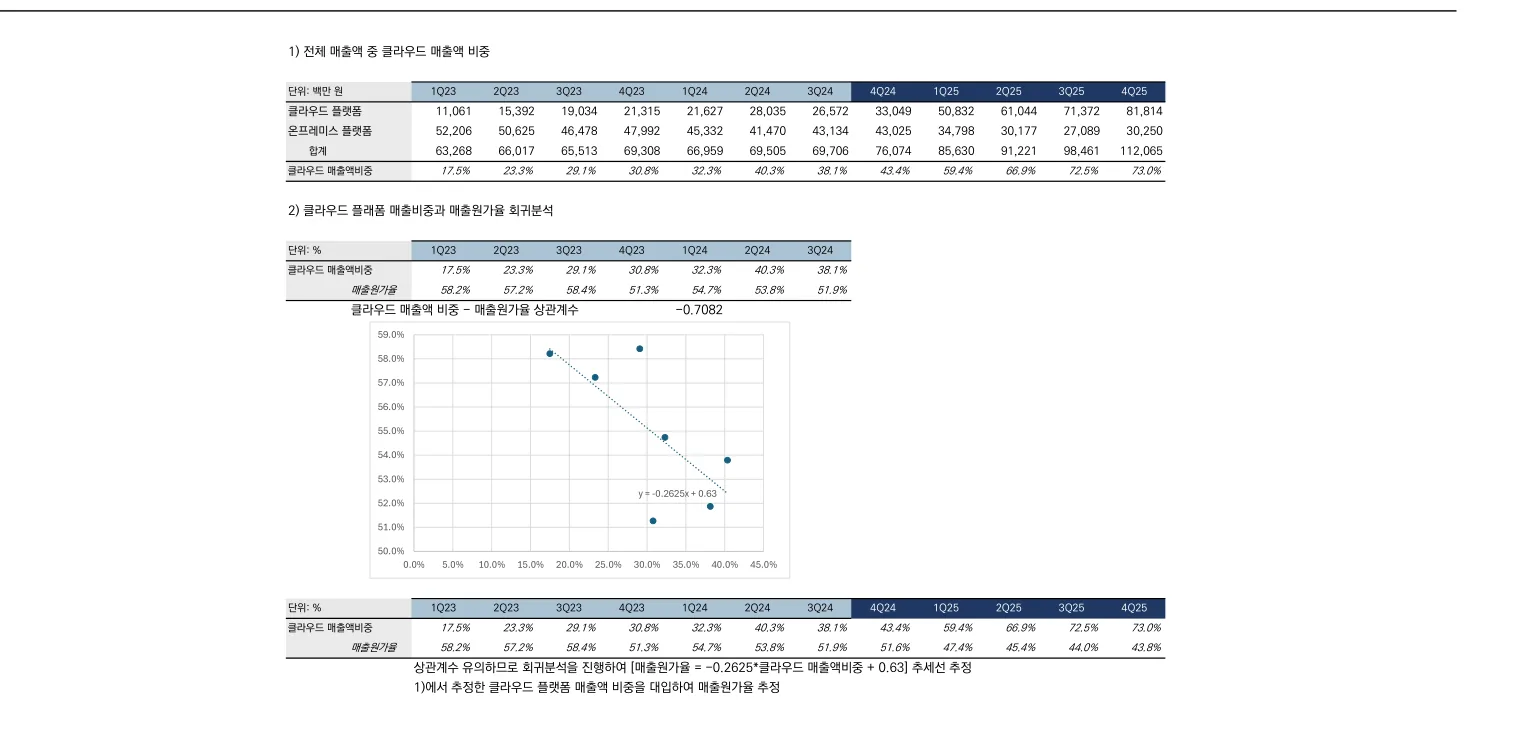 1) 전체 매출액 중 클라우드 매출액 비중
단위: 백만 원 1Q23 2Q23 3Q23 4Q23 1Q24 2Q24 3Q24 4Q24 1Q25 2Q25 3Q25 4Q25
클라우드 플랫폼 11,061 15,392 19,034 21,315 21,627 28,035 26,572 33,049 50,832 61,044 71,372 81,814
온프레미스 플랫폼 52,206 50,625 46,478 47,992 45,332 41,470 43,134 43,025 34,798 30,177 27,089 30,250
합계 63,268 66,017 65,513 69,308 66,959 69,505 69,706 76,074 85,630 91,221 98,461 112,065
클라우드 매출액비중 17.5% 23.3% 29.1% 30.8% 32.3% 40.3% 38.1% 43.4% 59.4% 66.9% 72.5% 73.0%
2) 클라우드 플래폼 매출비중과 매출원가율 회귀분석
단위: % 1Q23 2Q23 3Q23 4Q23 1Q24 2Q24 3Q24
클라우드 매출액비중 17.5% 23.3% 29.1% 30.8% 32.3% 40.3% 38.1%
매출원가율 58.2% 57.2% 58.4% 51.3% 54.7% 53.8% 51.9%
클라우드 매출액 비중 - 매출원가율 상관계수 -0.7082
59.0%
58.0%
57.0%
56.0%
55.0%
54.0%
53.0%
y = -0.2625x + 0.63
52.0%
51.0%
50.0%
0.0% 5.0% 10.0% 15.0% 20.0% 25.0% 30.0% 35.0% 40.0% 45.0%
단위: % 1Q23 2Q23 3Q23 4Q23 1Q24 2Q24 3Q24 4Q24 1Q25 2Q25 3Q25 4Q25
클라우드 매출액비중 17.5% 23.3% 29.1% 30.8% 32.3% 40.3% 38.1% 43.4% 59.4% 66.9% 72.5% 73.0%
매출원가율 58.2% 57.2% 58.4% 51.3% 54.7% 53.8% 51.9% 51.6% 47.4% 45.4% 44.0% 43.8%
상관계수 유의하므로 회귀분석을 진행하여 [매출원가율 = -0.2625*클라우드 매출액비중 + 0.63] 추세선 추정
1)에서 추정한 클라우드 플랫폼 매출액 비중을 대입하여 매출원가율 추정